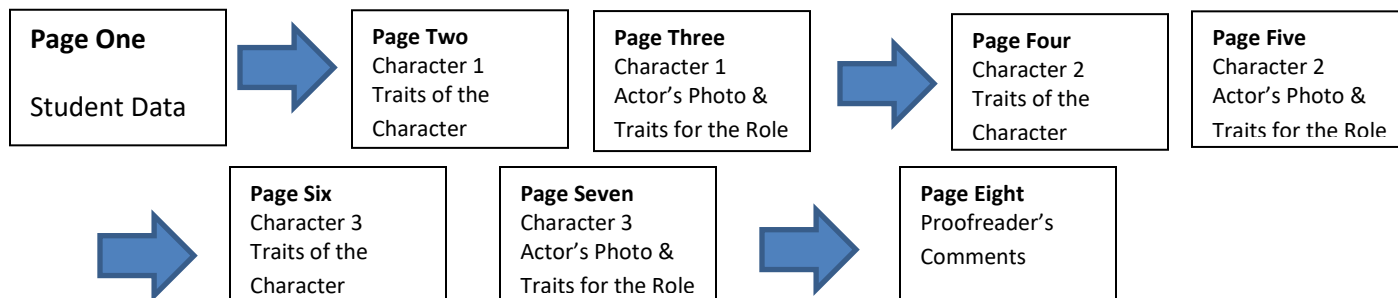 Page One
Student Data
Page Two
Character 1
Traits of the
Character
Page Three
Character 1
Actor’s Photo &
Traits for the Role
Page Four
Character 2
Traits of the
Character
Page Five
Character 2
Actor’s Photo &
Traits for the Role
Page Six
Character 3
Traits of the
Character
Page Seven
Character 3
Actor’s Photo &
Traits for the Role
Page Eight
Proofreader’s
Comments